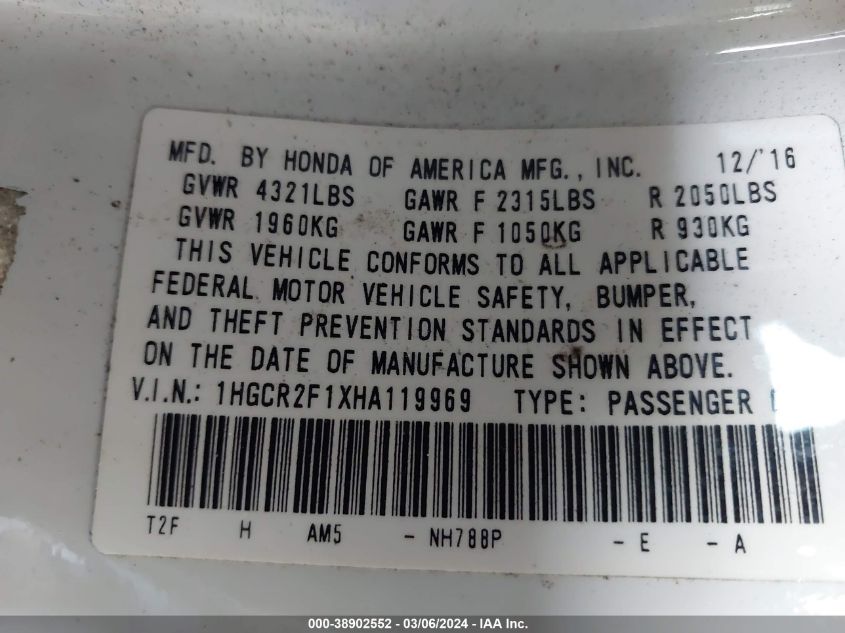 MFD. BY HONDA OF AMERICA MFG., INC. 12/'16
GVWR 4321LBS GAWR F 2315LBS R 2050LBS
GVWR 1960KG GAWR F 1050KG R 930KG
THIS VEHICLE CONFORMS TO ALL APPLICABLE
FEDERAL MOTOR VEHICLE SAFETY, BUMPER,
AND THEFT PREVENTION STANDARDS IN EFFECT
ON THE DATE OF MANUFACTURE SHOWN ABOVE.
V.I.N.: 1HGCR2F1XHA119969 TYPE: PASSENGER
T2F H AM5 - NH788P - E - A
000-38902552 - 03/06/2024 - IAA Inc.